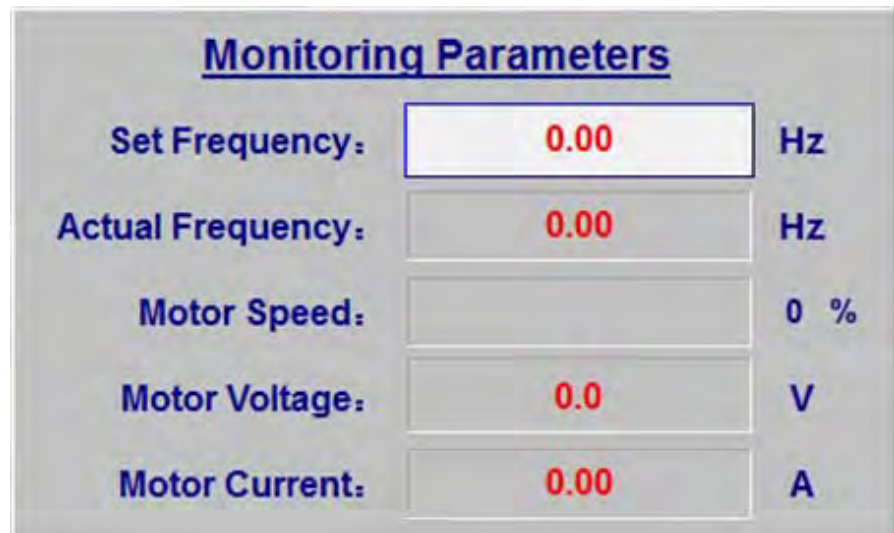 Monitoring Parameters
Set Frequency: 0.00 Hz
Actual Frequency: 0.00 Hz
Motor Speed: 0 %
Motor Voltage: 0.0 V
Motor Current: 0.00 A